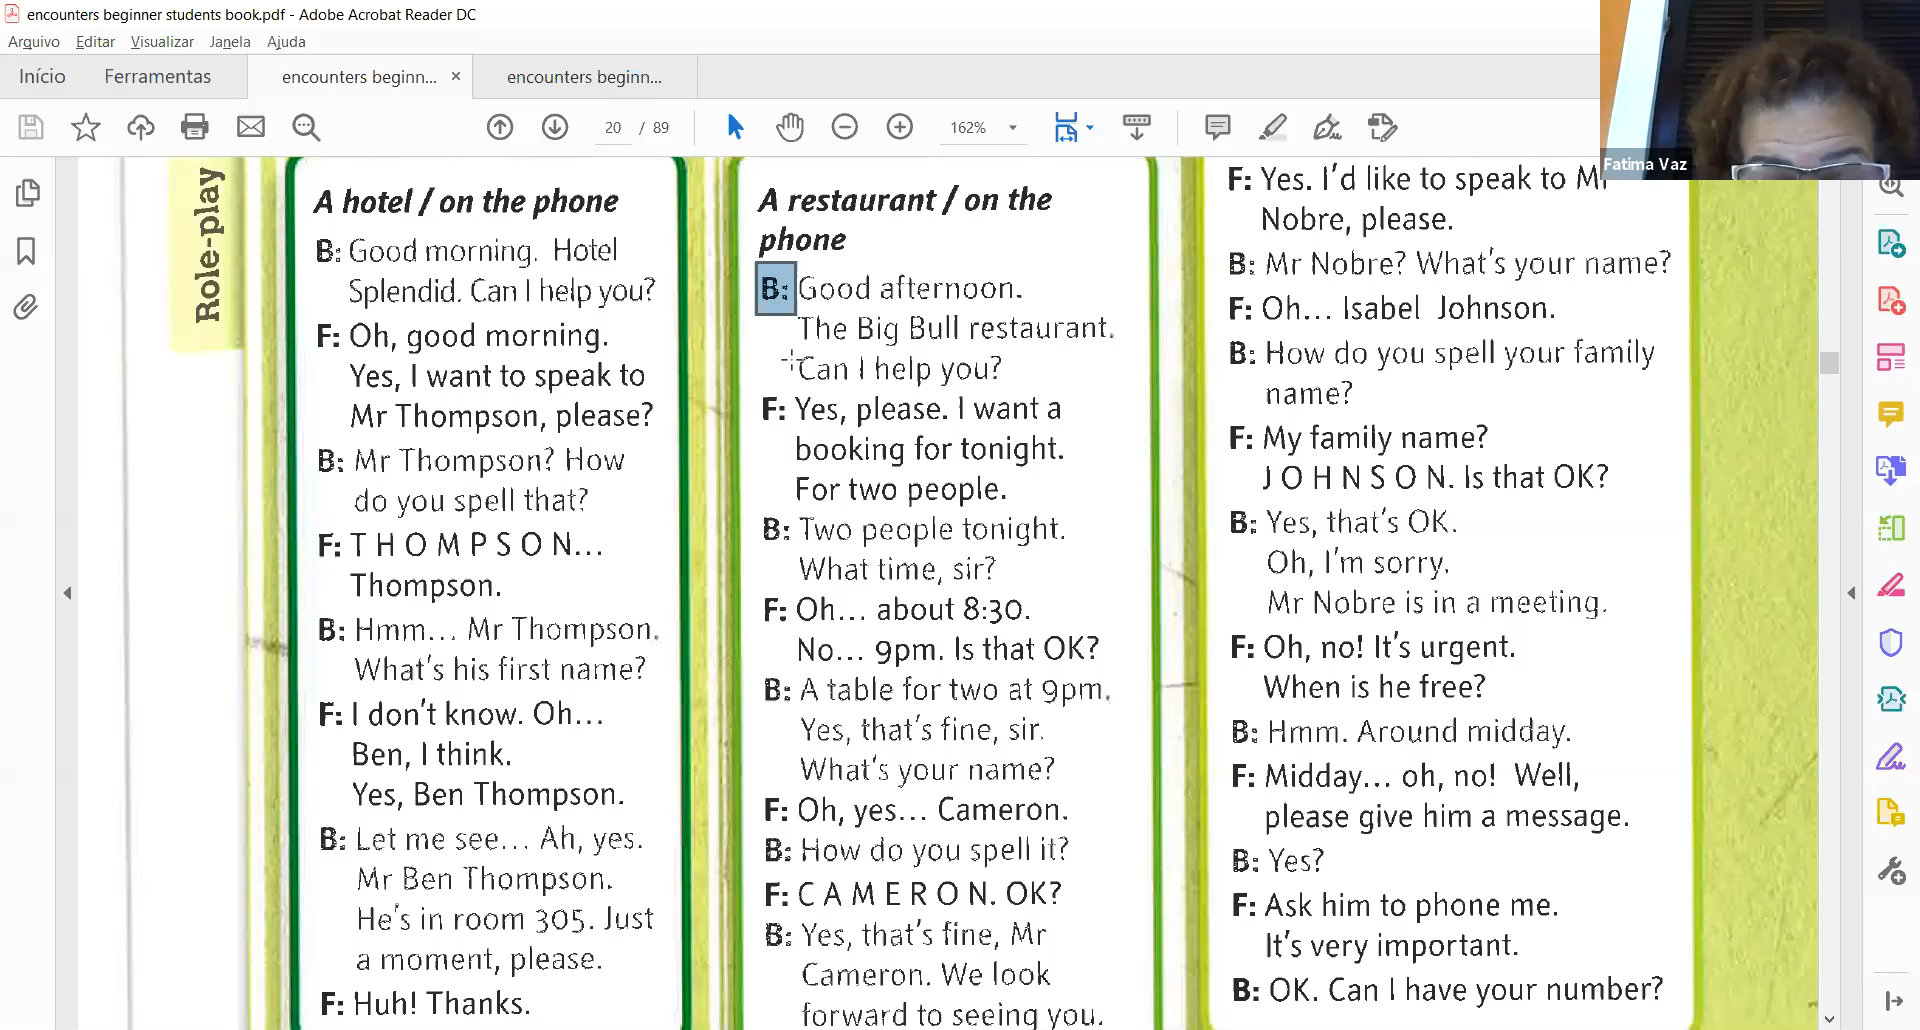 encounters beginner students book.pdf - Adobe Acrobat Reader DC
Arquivo Editar Visualizar Janela Ajuda
Início Ferramentas encounters beginn... × encounters beginn...
20 / 89 162%
Fatima Vaz
Role-play
A hotel / on the phone
B: Good morning. Hotel
Splendid. Can I help you?
F: Oh, good morning.
Yes, I want to speak to
Mr Thompson, please?
B: Mr Thompson? How
do you spell that?
F: T H O M P S O N...
Thompson.
B: Hmm... Mr Thompson.
What's his first name?
F: I don't know. Oh...
Ben, I think.
Yes, Ben Thompson.
B: Let me see... Ah, yes.
Mr Ben Thompson.
He's in room 305. Just
a moment, please.
F: Huh! Thanks.
A restaurant / on the
phone
B: Good afternoon.
The Big Bull restaurant.
Can I help you?
F: Yes, please. I want a
booking for tonight.
For two people.
B: Two people tonight.
What time, sir?
F: Oh... about 8:30.
No... 9pm. Is that OK?
B: A table for two at 9pm.
Yes, that's fine, sir.
What's your name?
F: Oh, yes... Cameron.
B: How do you spell it?
F: C A M E R O N. OK?
B: Yes, that's fine, Mr
Cameron. We look
forward to seeing you.
F: Yes. I'd like to speak to Mr
Nobre, please.
B: Mr Nobre? What's your name?
F: Oh... Isabel Johnson.
B: How do you spell your family
name?
F: My family name?
J O H N S O N. Is that OK?
B: Yes, that's OK.
Oh, I'm sorry.
Mr Nobre is in a meeting.
F: Oh, no! It's urgent.
When is he free?
B: Hmm. Around midday.
F: Midday... oh, no! Well,
please give him a message.
B: Yes?
F: Ask him to phone me.
It's very important.
B: OK. Can I have your number?